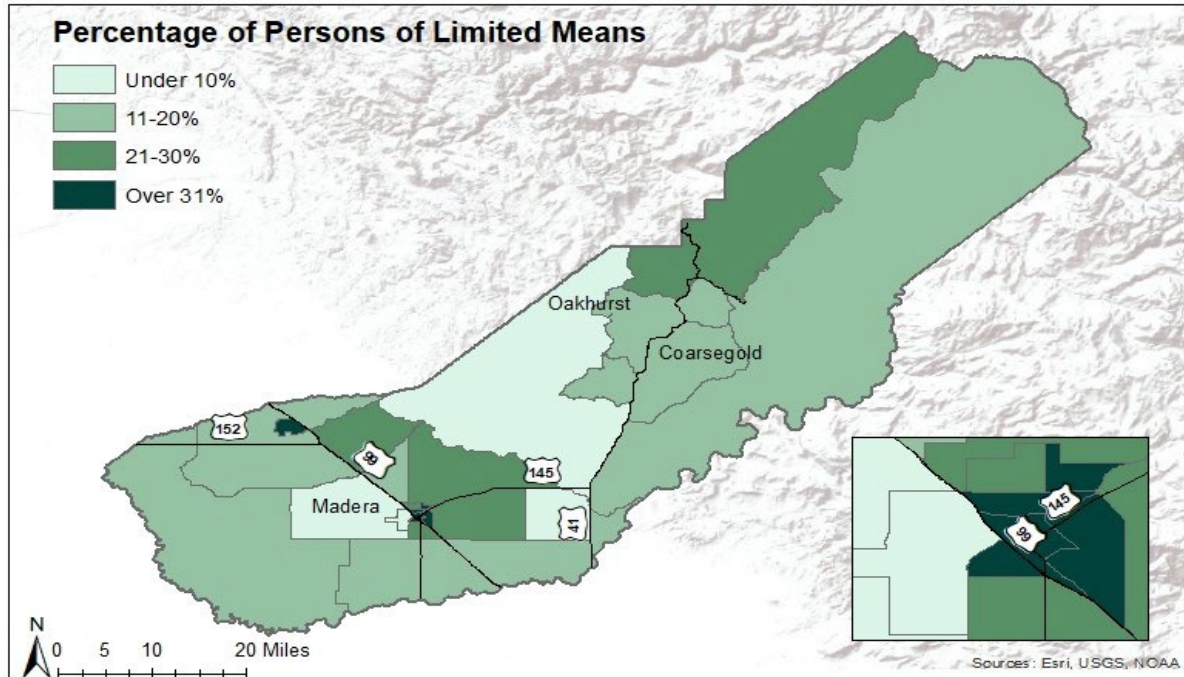 Percentage of Persons of Limited Means
Under 10%
11-20%
21-30%
Over 31%
Oakhurst
Coarsegold
152
99
145
Madera
41
145
99
N
0 5 10 20 Miles
Sources: Esri, USGS, NOAA